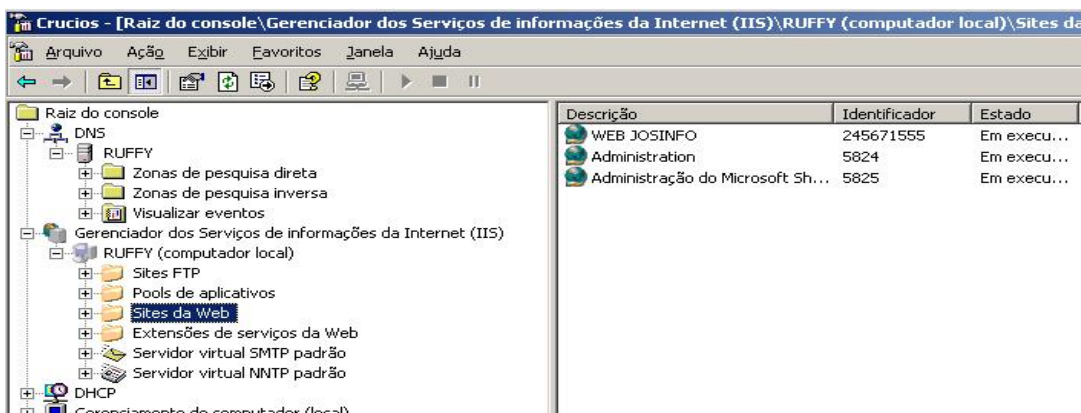 Crucios - [Raiz do console\Gerenciador dos Serviços de informações da Internet (IIS)\RUFFY (computador local)\Sites da
Arquivo Ação Exibir Favoritos Janela Ajuda
Raiz do console
DNS
RUFFY
Zonas de pesquisa direta
Zonas de pesquisa inversa
Visualizar eventos
Gerenciador dos Serviços de informações da Internet (IIS)
RUFFY (computador local)
Sites FTP
Pools de aplicativos
Sites da Web
Extensões de serviços da Web
Servidor virtual SMTP padrão
Servidor virtual NNTP padrão
DHCP
Gerenciamento do computador (local)
Descrição Identificador Estado
WEB JOSINFO 245671555 Em execu...
Administration 5824 Em execu...
Administração do Microsoft Sh... 5825 Em execu...